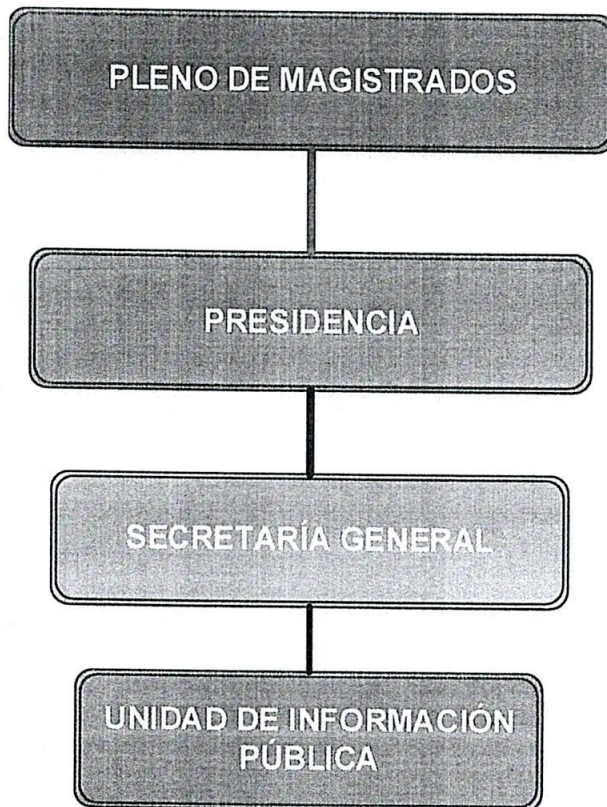 PLENO DE MAGISTRADOS
PRESIDENCIA
SECRETARÍA GENERAL
UNIDAD DE INFORMACIÓN
PÚBLICA